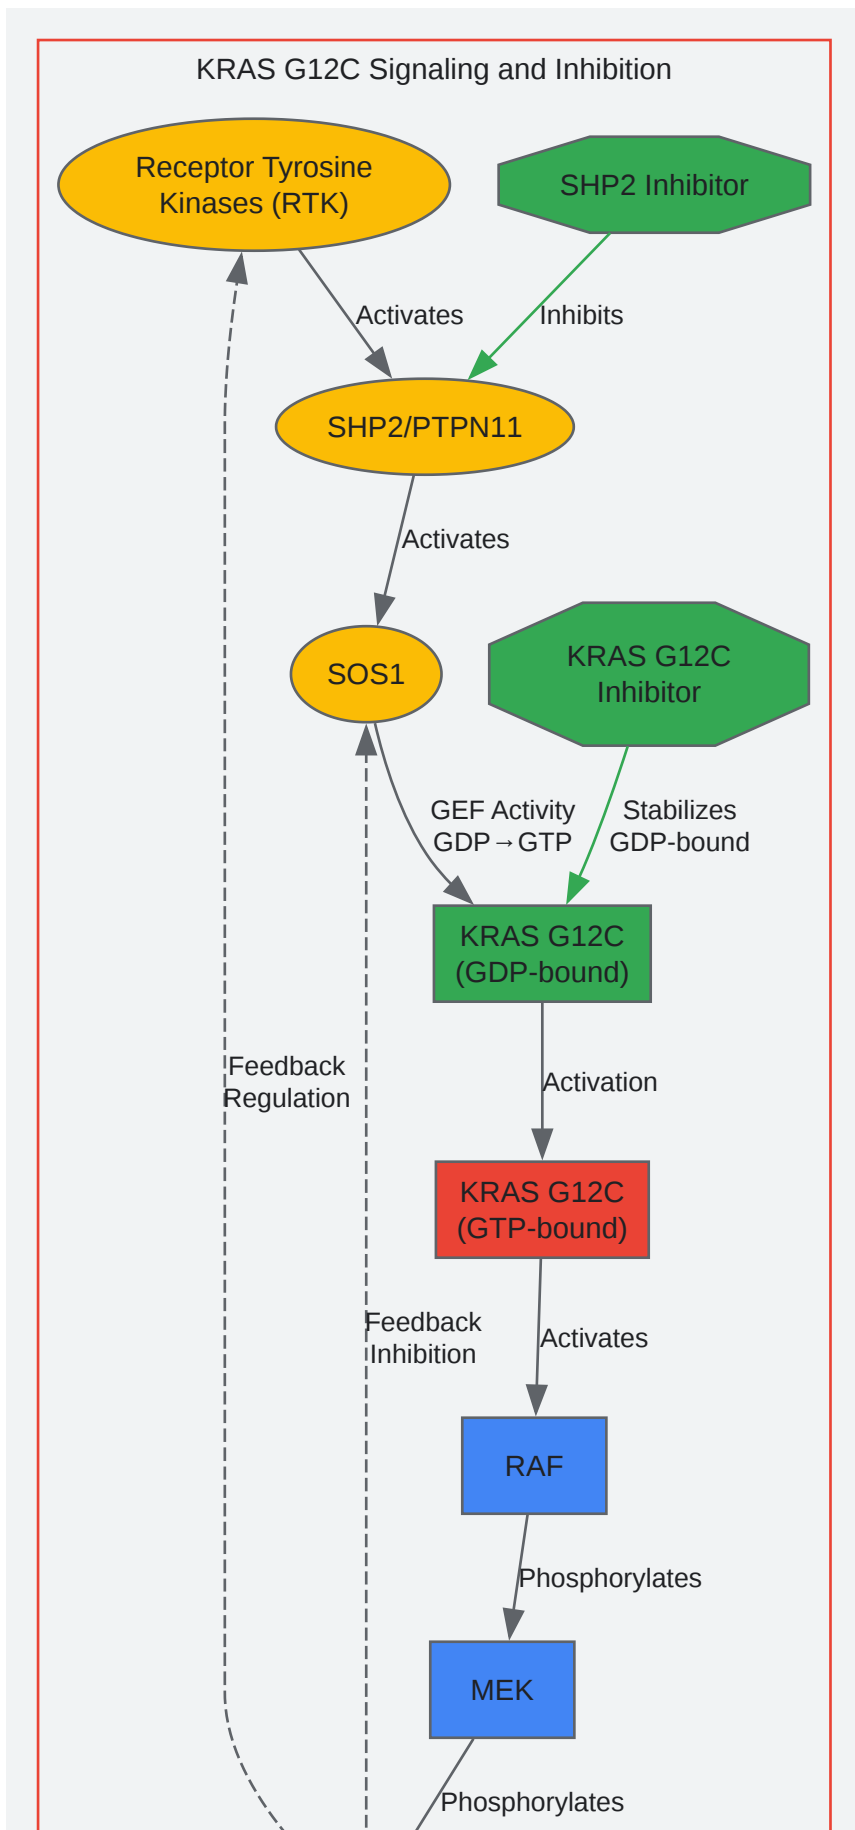 KRAS G12C Signaling and Inhibition
Receptor Tyrosine
Kinases (RTK)
SHP2 Inhibitor
Activates
Inhibits
SHP2/PTPN11
Activates
SOS1
KRAS G12C
Inhibitor
GEF Activity
GDP→GTP
Stabilizes
GDP-bound
KRAS G12C
(GDP-bound)
Feedback
Regulation
Activation
KRAS G12C
(GTP-bound)
Feedback
Inhibition
Activates
RAF
Phosphorylates
MEK
Phosphorylates